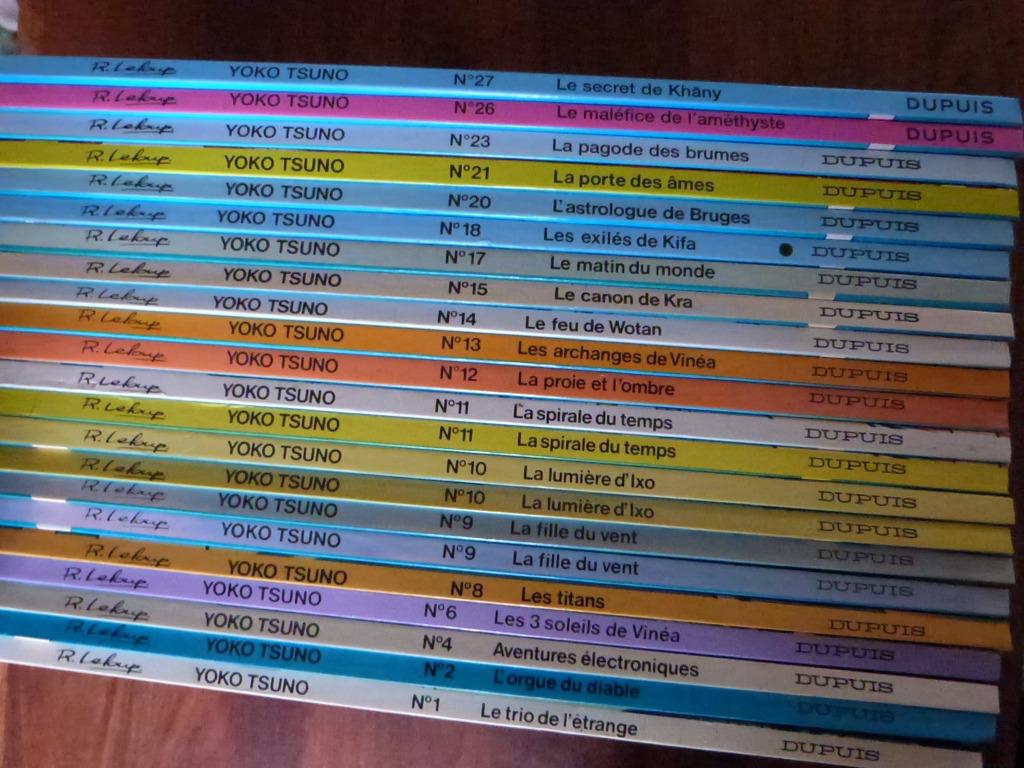 R. Leloup YOKO TSUNO N°27 Le secret de Khâny DUPUIS
R. Leloup YOKO TSUNO N°26 Le maléfice de l'améthyste DUPUIS
R. Leloup YOKO TSUNO N°23 La pagode des brumes DUPUIS
R. Leloup YOKO TSUNO N°21 La porte des âmes DUPUIS
R. Leloup YOKO TSUNO N°20 L'astrologue de Bruges DUPUIS
R. Leloup YOKO TSUNO N°18 Les exilés de Kifa DUPUIS
R. Leloup YOKO TSUNO N°17 Le matin du monde DUPUIS
R. Leloup YOKO TSUNO N°15 Le canon de Kra DUPUIS
R. Leloup YOKO TSUNO N°14 Le feu de Wotan DUPUIS
R. Leloup YOKO TSUNO N°13 Les archanges de Vinéa DUPUIS
R. Leloup YOKO TSUNO N°12 La proie et l'ombre DUPUIS
R. Leloup YOKO TSUNO N°11 La spirale du temps DUPUIS
R. Leloup YOKO TSUNO N°11 La spirale du temps DUPUIS
R. Leloup YOKO TSUNO N°10 La lumière d'Ixo DUPUIS
R. Leloup YOKO TSUNO N°10 La lumière d'Ixo DUPUIS
R. Leloup YOKO TSUNO N°9 La fille du vent DUPUIS
R. Leloup YOKO TSUNO N°9 La fille du vent DUPUIS
R. Leloup YOKO TSUNO N°8 Les titans DUPUIS
R. Leloup YOKO TSUNO N°6 Les 3 soleils de Vinéa DUPUIS
R. Leloup YOKO TSUNO N°4 Aventures électroniques DUPUIS
R. Leloup YOKO TSUNO N°2 L'orgue du diable DUPUIS
R. Leloup YOKO TSUNO N°1 Le trio de l'étrange DUPUIS